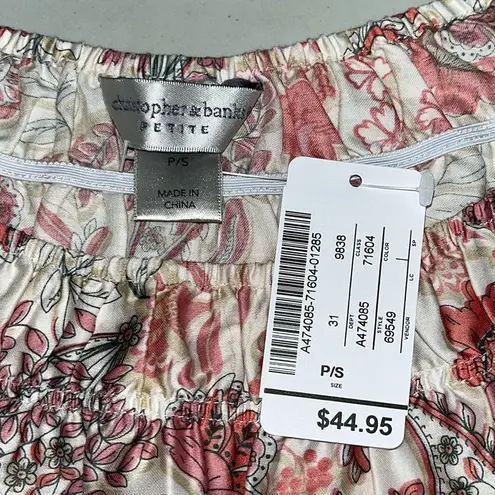 christopher&banks
PETITE
P/S
MADE IN
CHINA
A474085-71604-01285
31 9838
DEPT CLASS
A474085 71604
STYLE COLOR
69549
VENDOR LC SP
P/S
SIZE
$44.95